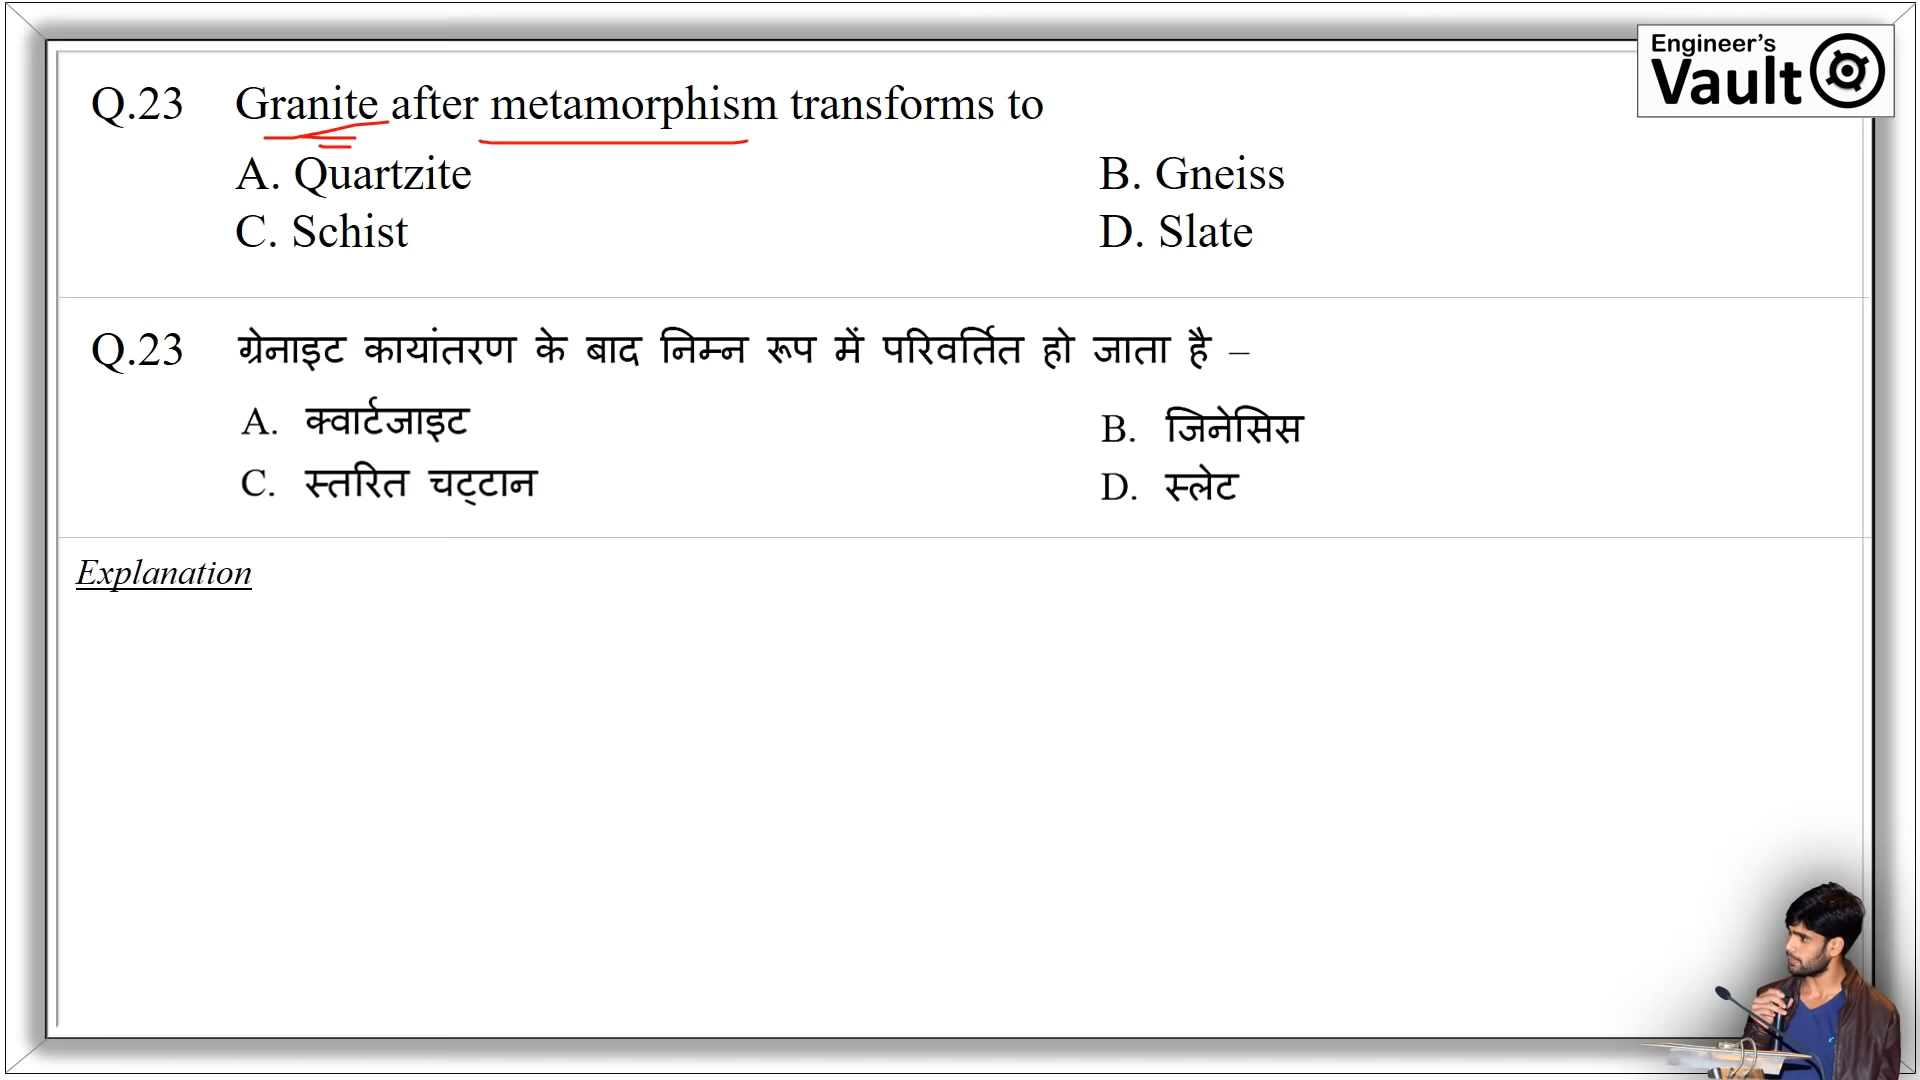 Engineer's
Vault
Q.23 Granite after metamorphism transforms to
A. Quartzite B. Gneiss
C. Schist D. Slate
Q.23 ग्रेनाइट कायांतरण के बाद निम्न रूप में परिवर्तित हो जाता है –
A. क्वार्टजाइट B. जिनेसिस
C. स्तरित चट्टान D. स्लेट
Explanation